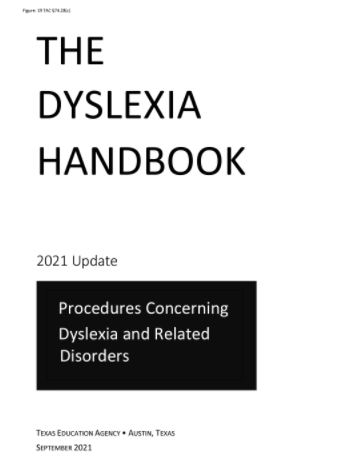 Figure: 19 TAC §74.28(c)
THE
DYSLEXIA
HANDBOOK
2021 Update
Procedures Concerning
Dyslexia and Related
Disorders
TEXAS EDUCATION AGENCY • AUSTIN, TEXAS
SEPTEMBER 2021